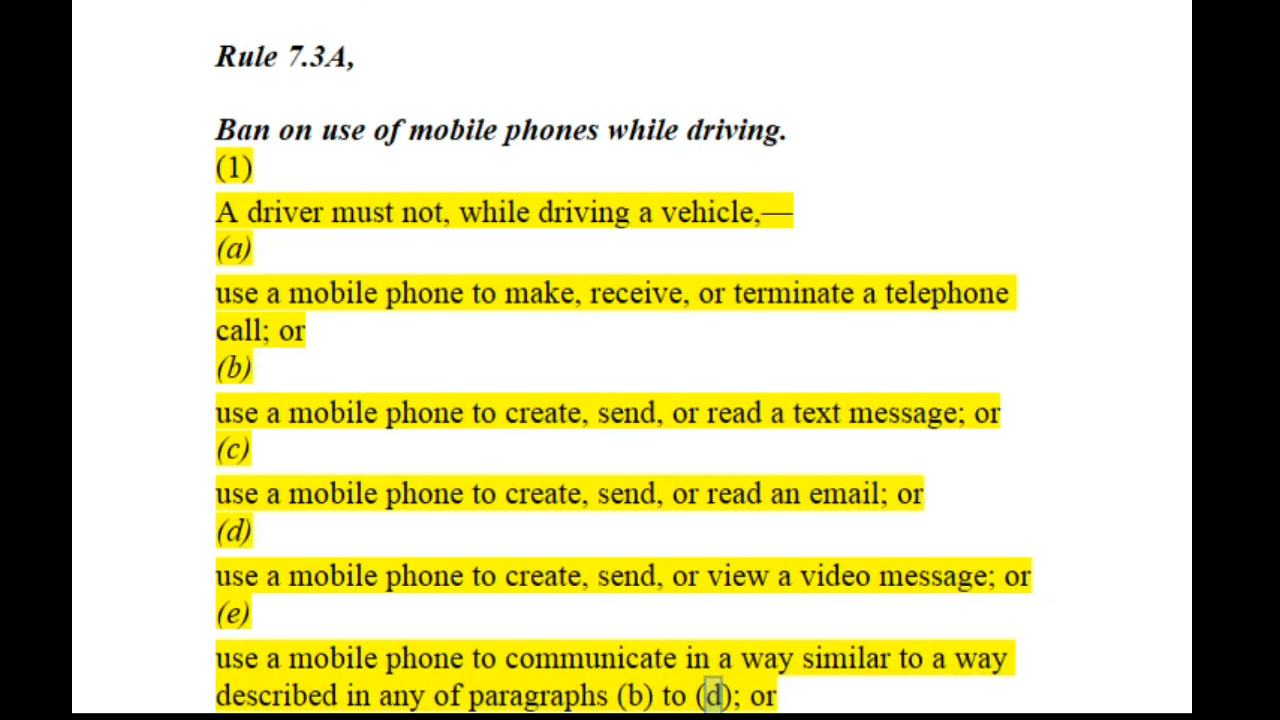 Rule 7.3A,
Ban on use of mobile phones while driving.
(1)
A driver must not, while driving a vehicle,—
(a)
use a mobile phone to make, receive, or terminate a telephone
call; or
(b)
use a mobile phone to create, send, or read a text message; or
(c)
use a mobile phone to create, send, or read an email; or
(d)
use a mobile phone to create, send, or view a video message; or
(e)
use a mobile phone to communicate in a way similar to a way
described in any of paragraphs (b) to (d); or